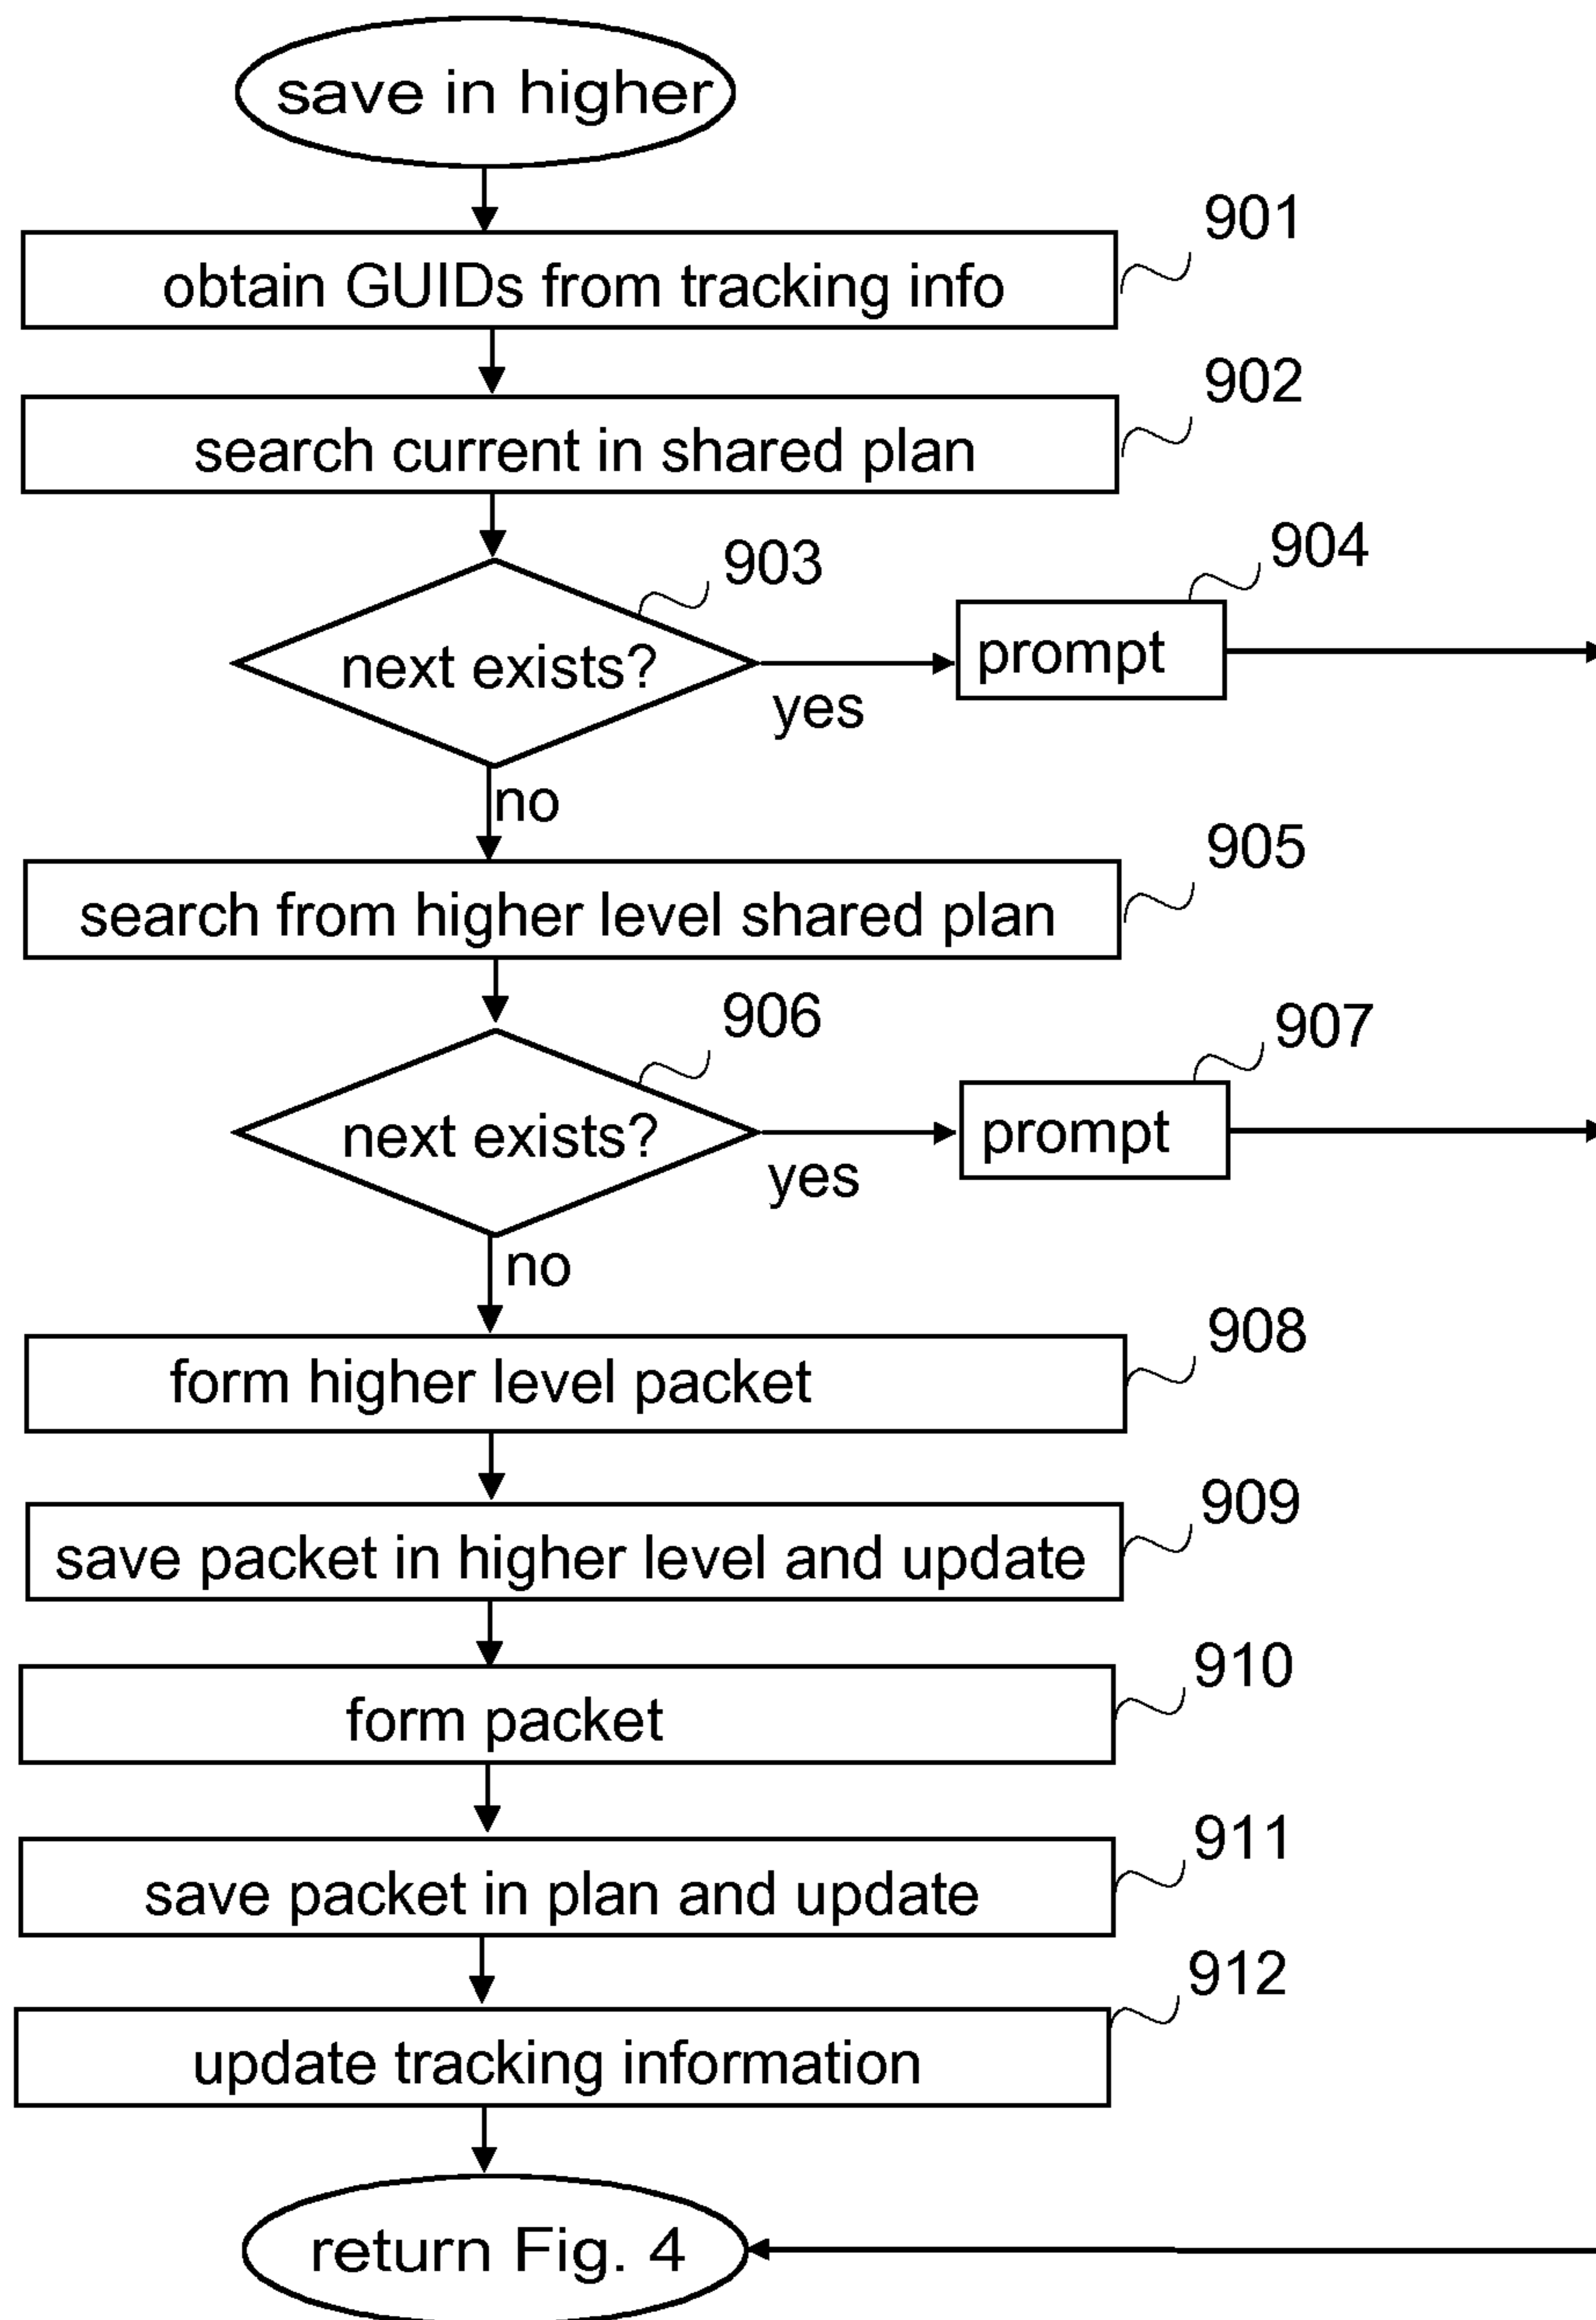 save in higher
901
obtain GUIDs from tracking info
902
search current in shared plan
903
904
next exists?
prompt
yes
no
905
search from higher level shared plan
906
907
next exists?
prompt
yes
no
908
form higher level packet
909
save packet in higher level and update
910
form packet
911
save packet in plan and update
912
update tracking information
return Fig. 4